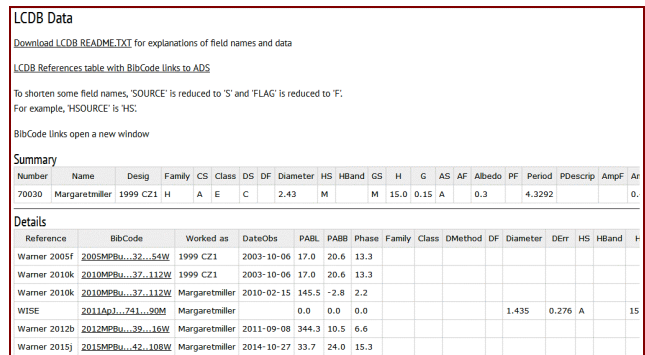 LCDB Data
Download LCDB README.TXT for explanations of field names and data
LCDB References table with BibCode links to ADS
To shorten some field names, 'SOURCE' is reduced to 'S' and 'FLAG' is reduced to 'F'.
For example, 'HSOURCE' is 'HS'.
BibCode links open a new window
Summary
Number Name Desig Family CS Class DS DF Diameter HS HBand GS H G AS AF Albedo PF Period PDescrip AmpF
70030 Margaretmiller 1999 CZ1 H A E C 2.43 M M 15.0 0.15 A 0.3 4.3292
Details
Reference BibCode Worked as DateObs PABL PABB Phase Family Class DMethod DF Diameter DErr HS HBand
Warner 2005f 2005MPBu...32...54W 1999 CZ1 2003-10-06 17.0 20.6 13.3
Warner 2010k 2010MPBu...37..112W 1999 CZ1 2003-10-06 17.0 20.6 13.3
Warner 2010k 2010MPBu...37..112W Margaretmiller 2010-02-15 145.5 -2.8 2.2
WISE 2011ApJ...741...90M Margaretmiller 0.0 0.0 0.0 1.435 0.276 A 15
Warner 2012b 2012MPBu...39...16W Margaretmiller 2011-09-08 344.3 10.5 6.6
Warner 2015j 2015MPBu...42..108W Margaretmiller 2014-10-27 33.7 24.0 15.3